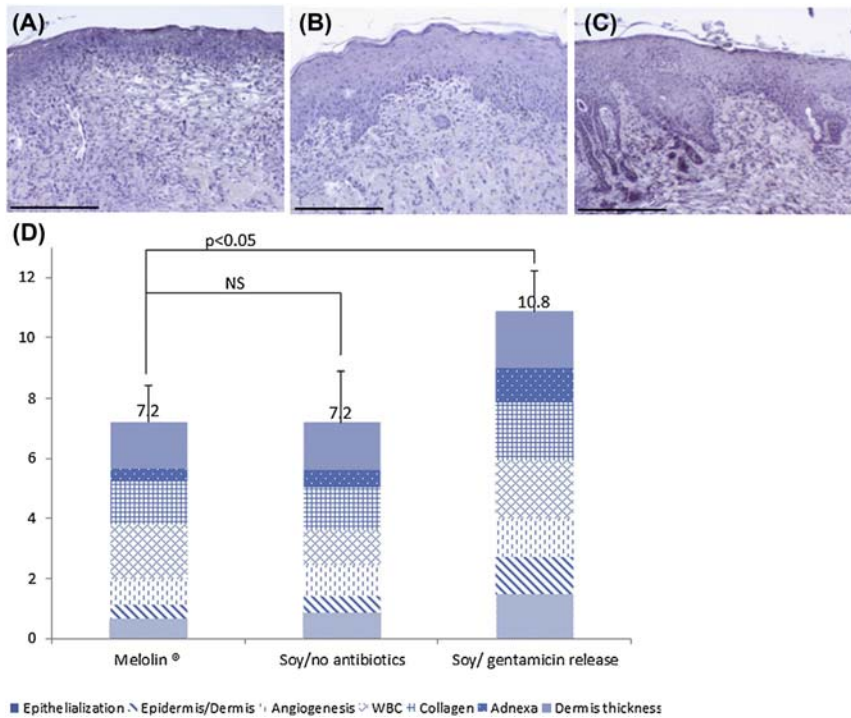 (A)
(B)
(C)
(D)
p<0.05
NS
12
10
8
6
4
2
0
7.2
7.2
10.8
Melolin ®
Soy/no antibiotics
Soy/ gentamicin release
Epithelialization Epidermis/Dermis Angiogenesis WBC Collagen Adnexa Dermis thickness